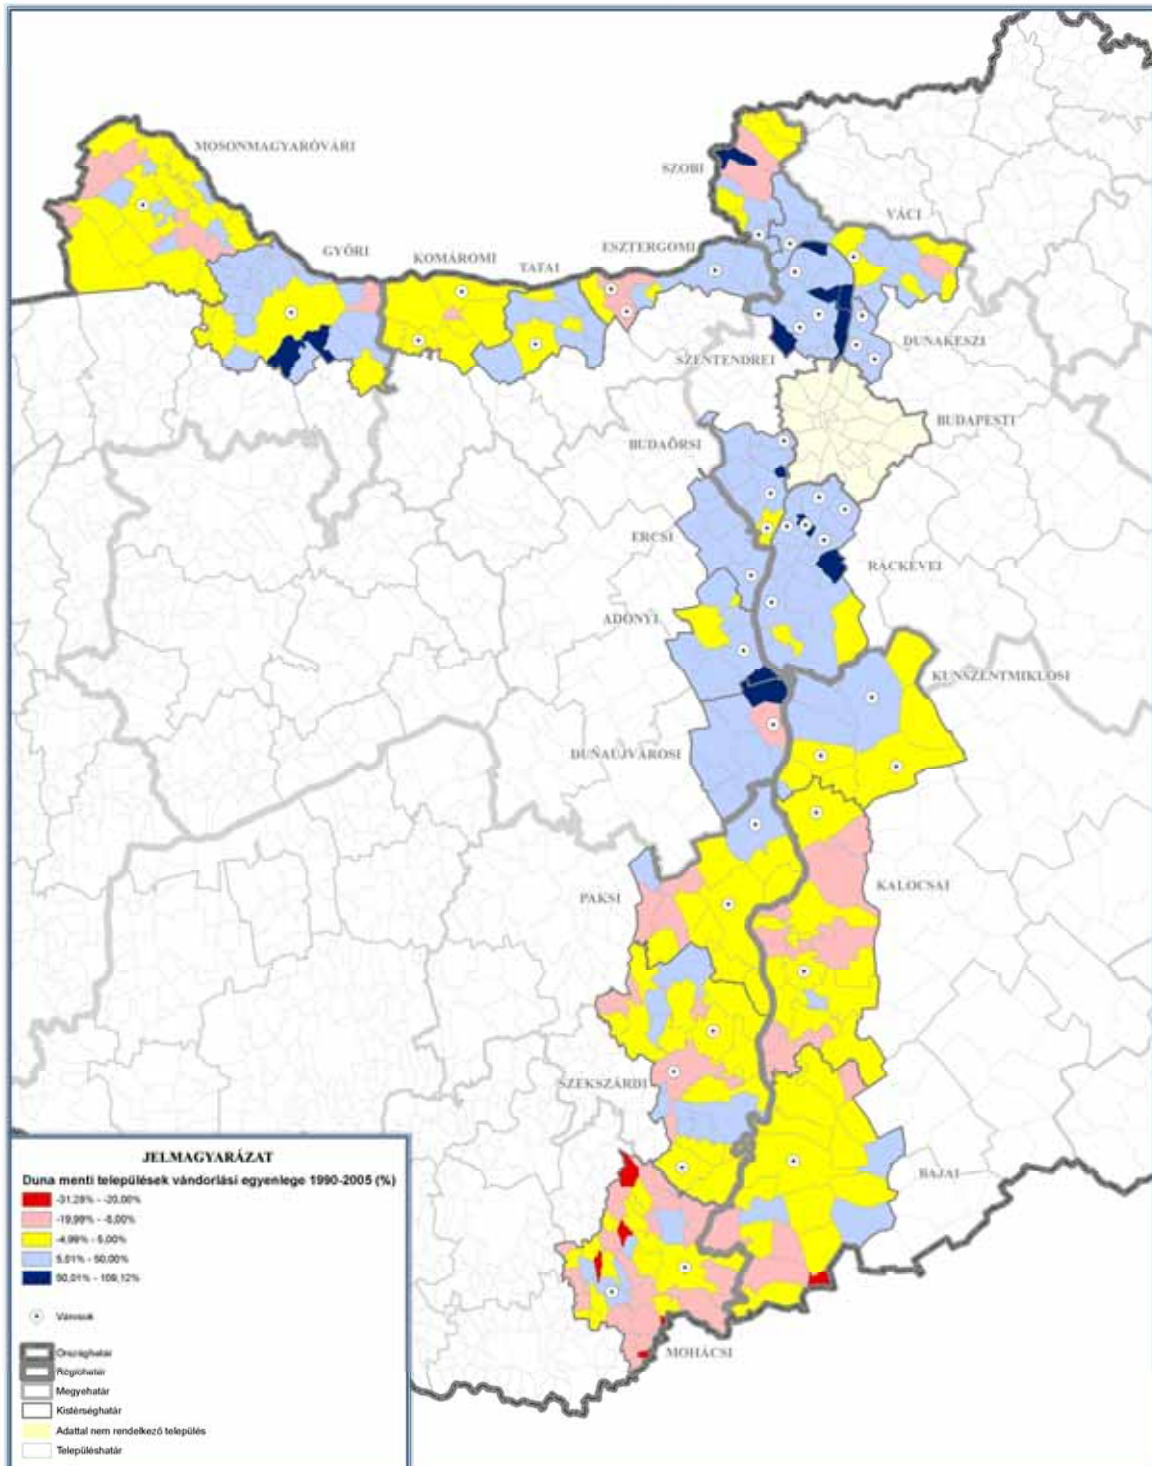 MOSONMAGYARÓVÁRI
SZOBI
VÁCI
GYŐRI
KOMÁROMI
TATAI
ESZTERGOMI
DUNAKESZI
SZENTENDREI
BUDAPESTI
BUDAÖRSI
ERCSI
RÁCKEVEI
ADONYI
KUNSZENTMIKLÓSI
DUNAÚJVÁROSI
PAKSI
KALOCSAI
SZEKSZÁRDI
BAJAI
MOHÁCSI
JELMAGYARÁZAT
Duna menti települések vándorlási egyenlege 1990-2005 (%)
-31,28% - -20,00%
-19,99% - -5,00%
-4,99% - 5,00%
5,01% - 50,00%
50,01% - 109,12%
Városok
Országhatár
Régióhatár
Megyehatár
Kistérséghatár
Adattal nem rendelkező település
Településhatár